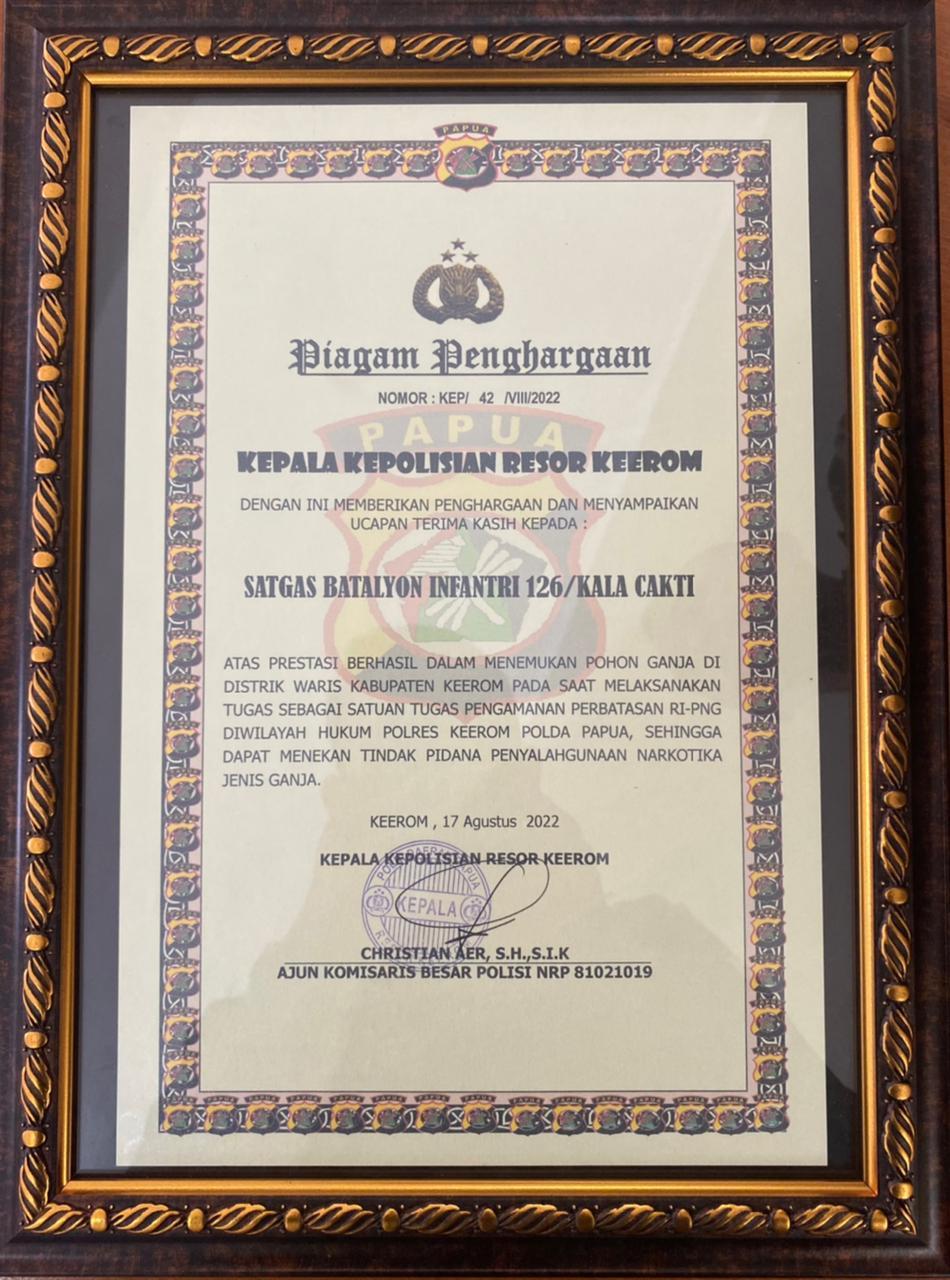 PAPUA
Piagam Penghargaan
NOMOR : KEP/ 42 /VIII/2022
PAPUA
KEPALA KEPOLISIAN RESOR KEEROM
DENGAN INI MEMBERIKAN PENGHARGAAN DAN MENYAMPAIKAN
UCAPAN TERIMA KASIH KEPADA :
SATGAS BATALYON INFANTRI 126/KALA CAKTI
ATAS PRESTASI BERHASIL DALAM MENEMUKAN POHON GANJA DI
DISTRIK WARIS KABUPATEN KEEROM PADA SAAT MELAKSANAKAN
TUGAS SEBAGAI SATUAN TUGAS PENGAMANAN PERBATASAN RI-PNG
DIWILAYAH HUKUM POLRES KEEROM POLDA PAPUA, SEHINGGA
DAPAT MENEKAN TINDAK PIDANA PENYALAHGUNAAN NARKOTIKA
JENIS GANJA.
KEEROM , 17 Agustus 2022
KEPALA KEPOLISIAN RESOR KEEROM
KEPALA
CHRISTIAN AER, S.H.,S.I.K
AJUN KOMISARIS BESAR POLISI NRP 81021019